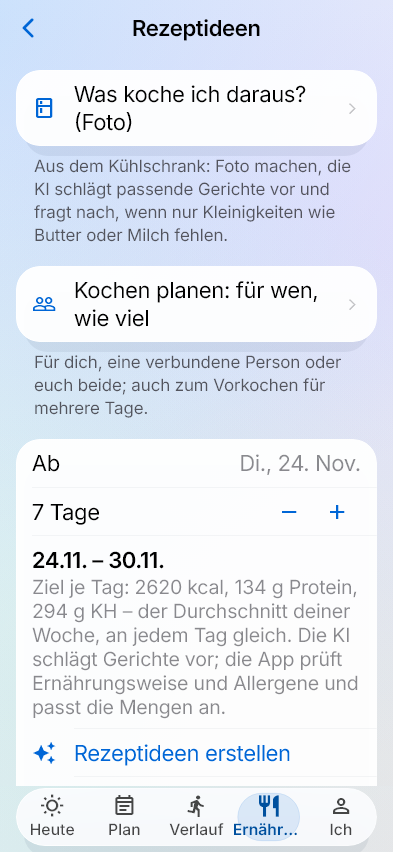 Rezeptideen
Was koche ich daraus?
(Foto)
Aus dem Kühlschrank: Foto machen, die
KI schlägt passende Gerichte vor und
fragt nach, wenn nur Kleinigkeiten wie
Butter oder Milch fehlen.
Kochen planen: für wen,
wie viel
Für dich, eine verbundene Person oder
euch beide; auch zum Vorkochen für
mehrere Tage.
Ab Di., 24. Nov.
7 Tage − +
24.11. – 30.11.
Ziel je Tag: 2620 kcal, 134 g Protein,
294 g KH – der Durchschnitt deiner
Woche, an jedem Tag gleich. Die KI
schlägt Gerichte vor; die App prüft
Ernährungsweise und Allergene und
passt die Mengen an.
Rezeptideen erstellen
Heute Plan Verlauf Ernähr... Ich